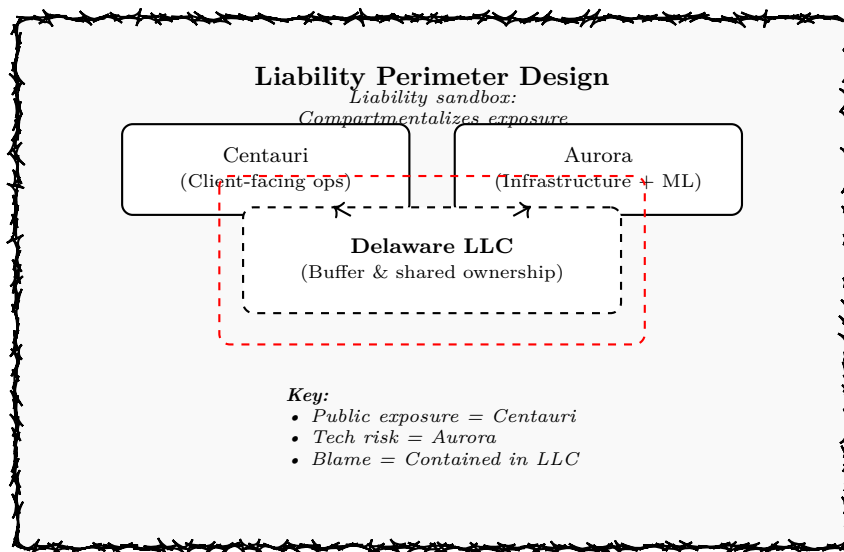 Liability Perimeter Design
Liability sandbox:
Compartmentalizes exposure
Centauri
(Client-facing ops)
Aurora
(Infrastructure + ML)
Delaware LLC
(Buffer & shared ownership)
Key:
• Public exposure = Centauri
• Tech risk = Aurora
• Blame = Contained in LLC